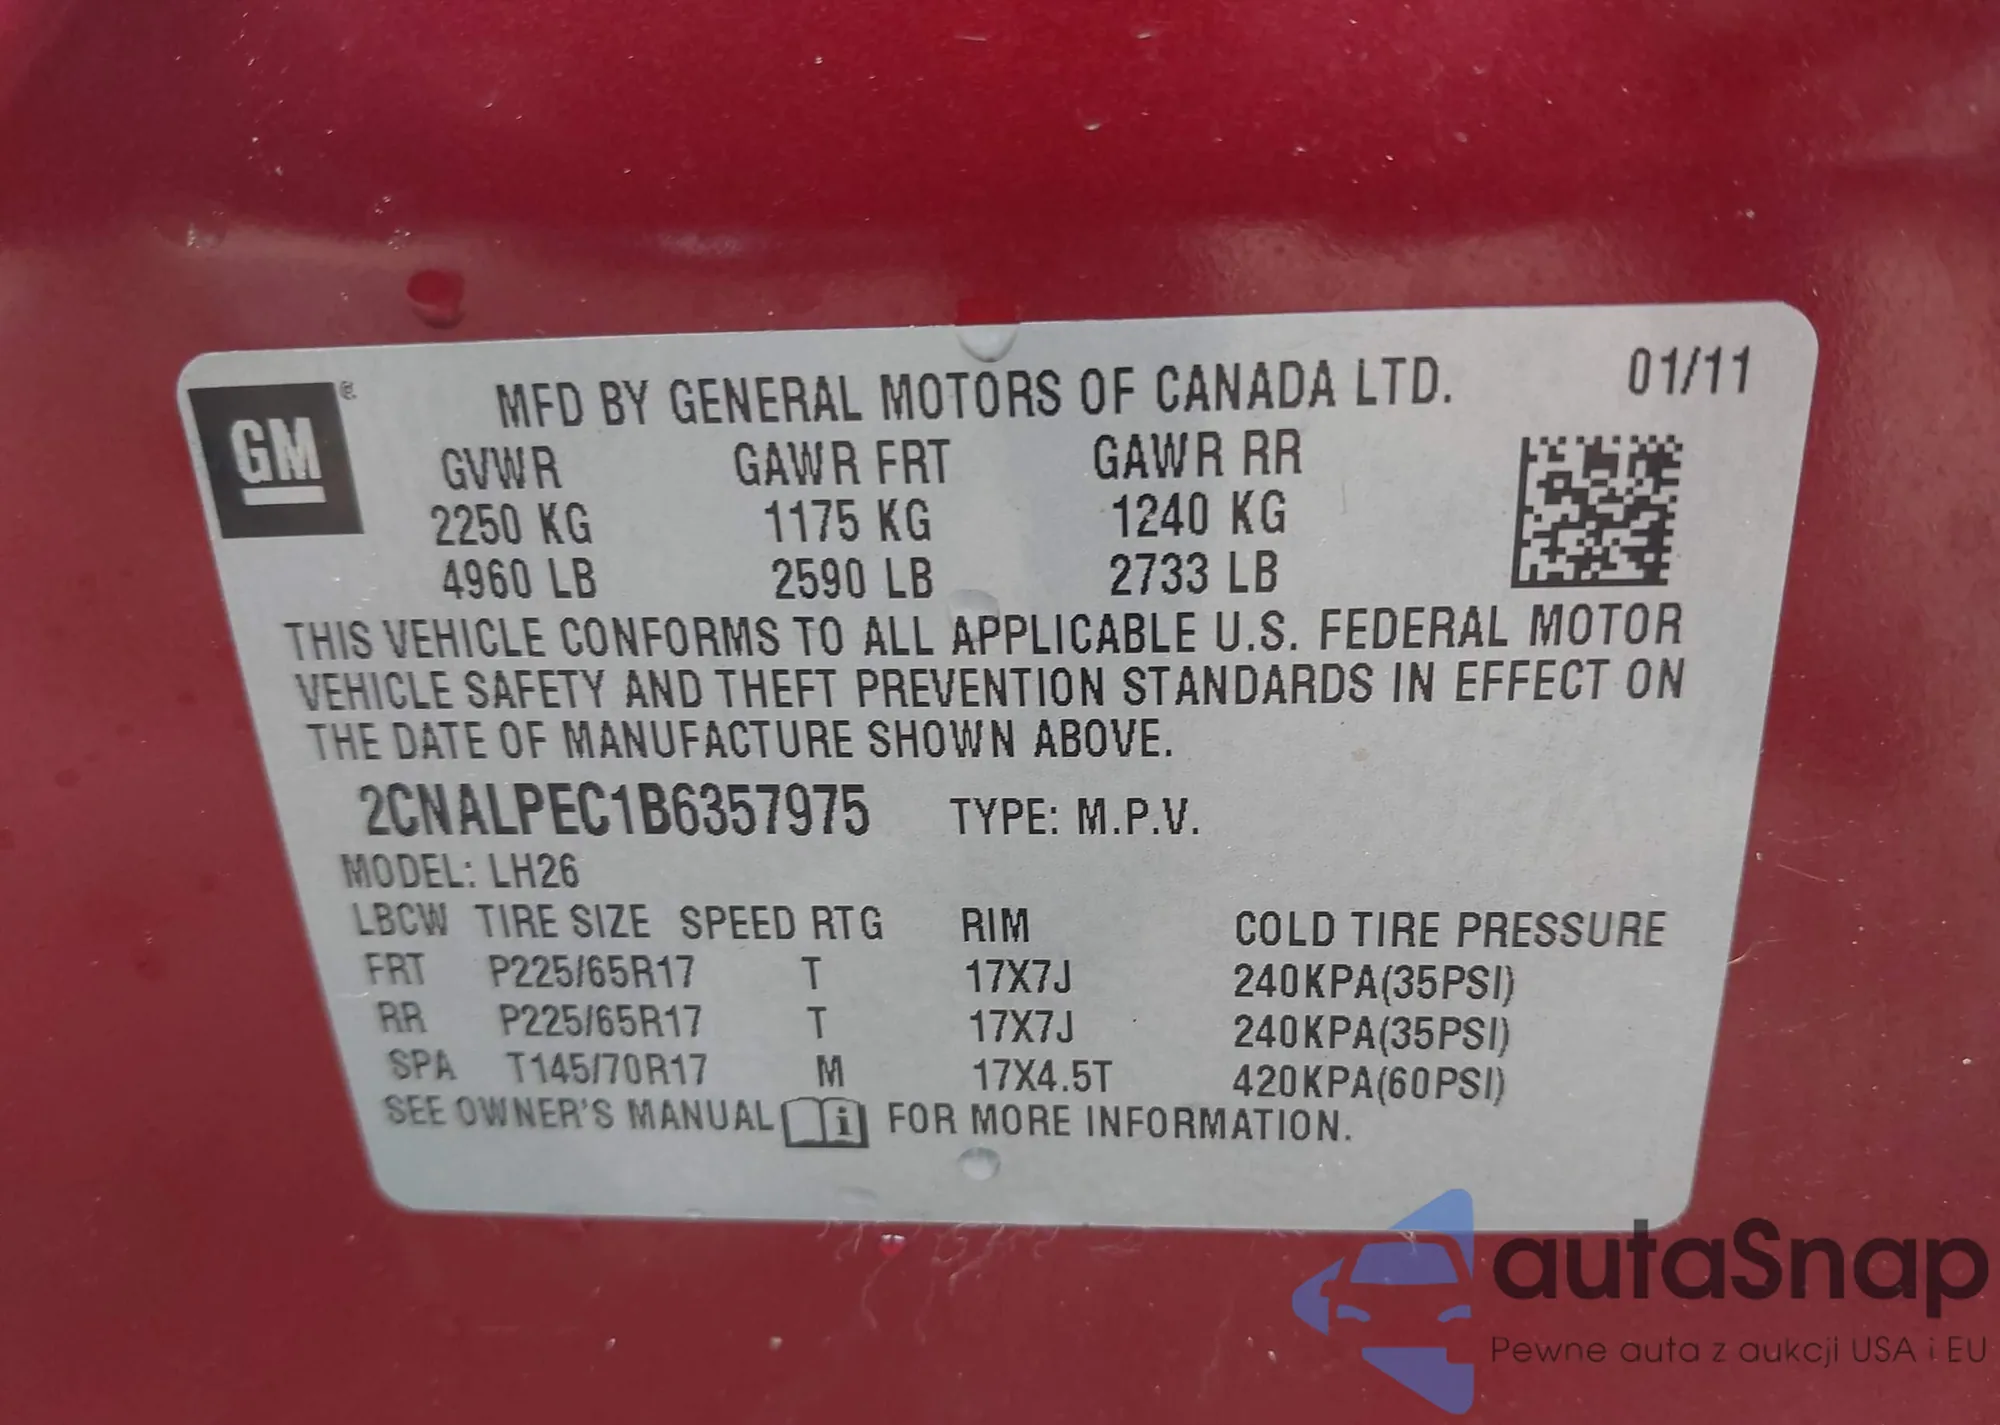 GM ®
MFD BY GENERAL MOTORS OF CANADA LTD. 01/11
GVWR GAWR FRT GAWR RR
2250 KG 1175 KG 1240 KG
4960 LB 2590 LB 2733 LB
THIS VEHICLE CONFORMS TO ALL APPLICABLE U.S. FEDERAL MOTOR
VEHICLE SAFETY AND THEFT PREVENTION STANDARDS IN EFFECT ON
THE DATE OF MANUFACTURE SHOWN ABOVE.
2CNALPEC1B6357975 TYPE: M.P.V.
MODEL: LH26
LBCW TIRE SIZE SPEED RTG RIM COLD TIRE PRESSURE
FRT P225/65R17 T 17X7J 240KPA(35PSI)
RR P225/65R17 T 17X7J 240KPA(35PSI)
SPA T145/70R17 M 17X4.5T 420KPA(60PSI)
SEE OWNER'S MANUAL i FOR MORE INFORMATION.
autaSnap
Pewne auta z aukcji USA i EU